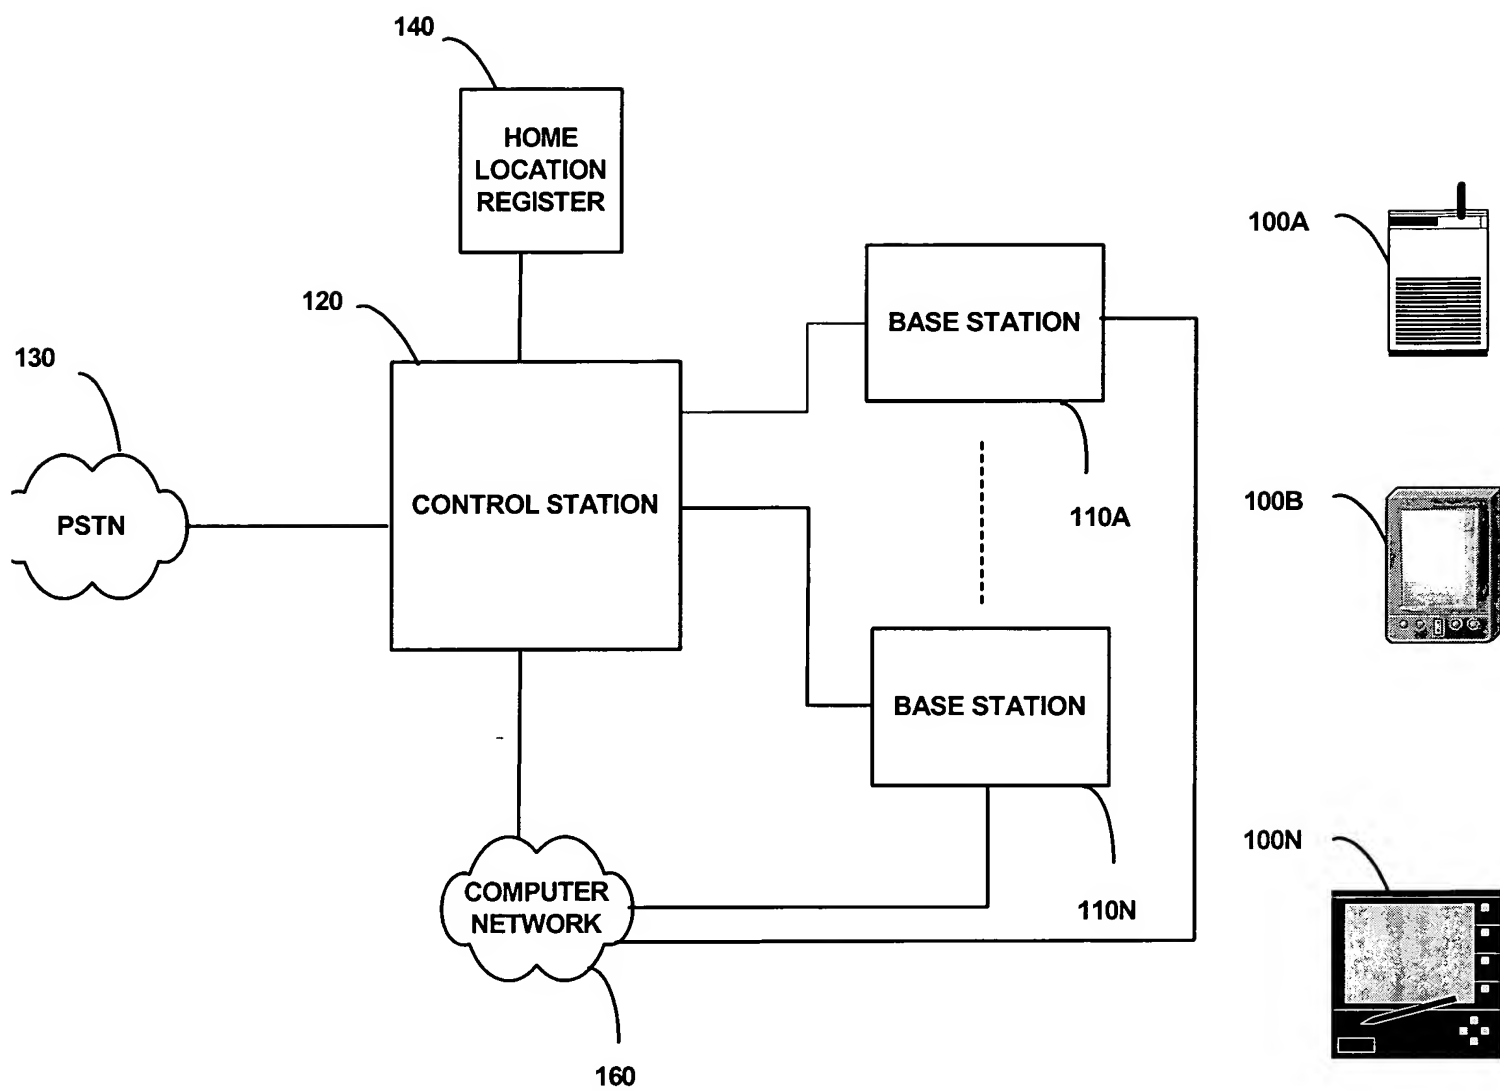 140
HOME
LOCATION
REGISTER
100A
120
BASE STATION
130
CONTROL STATION
100B
110A
PSTN
BASE STATION
100N
COMPUTER
NETWORK
110N
160